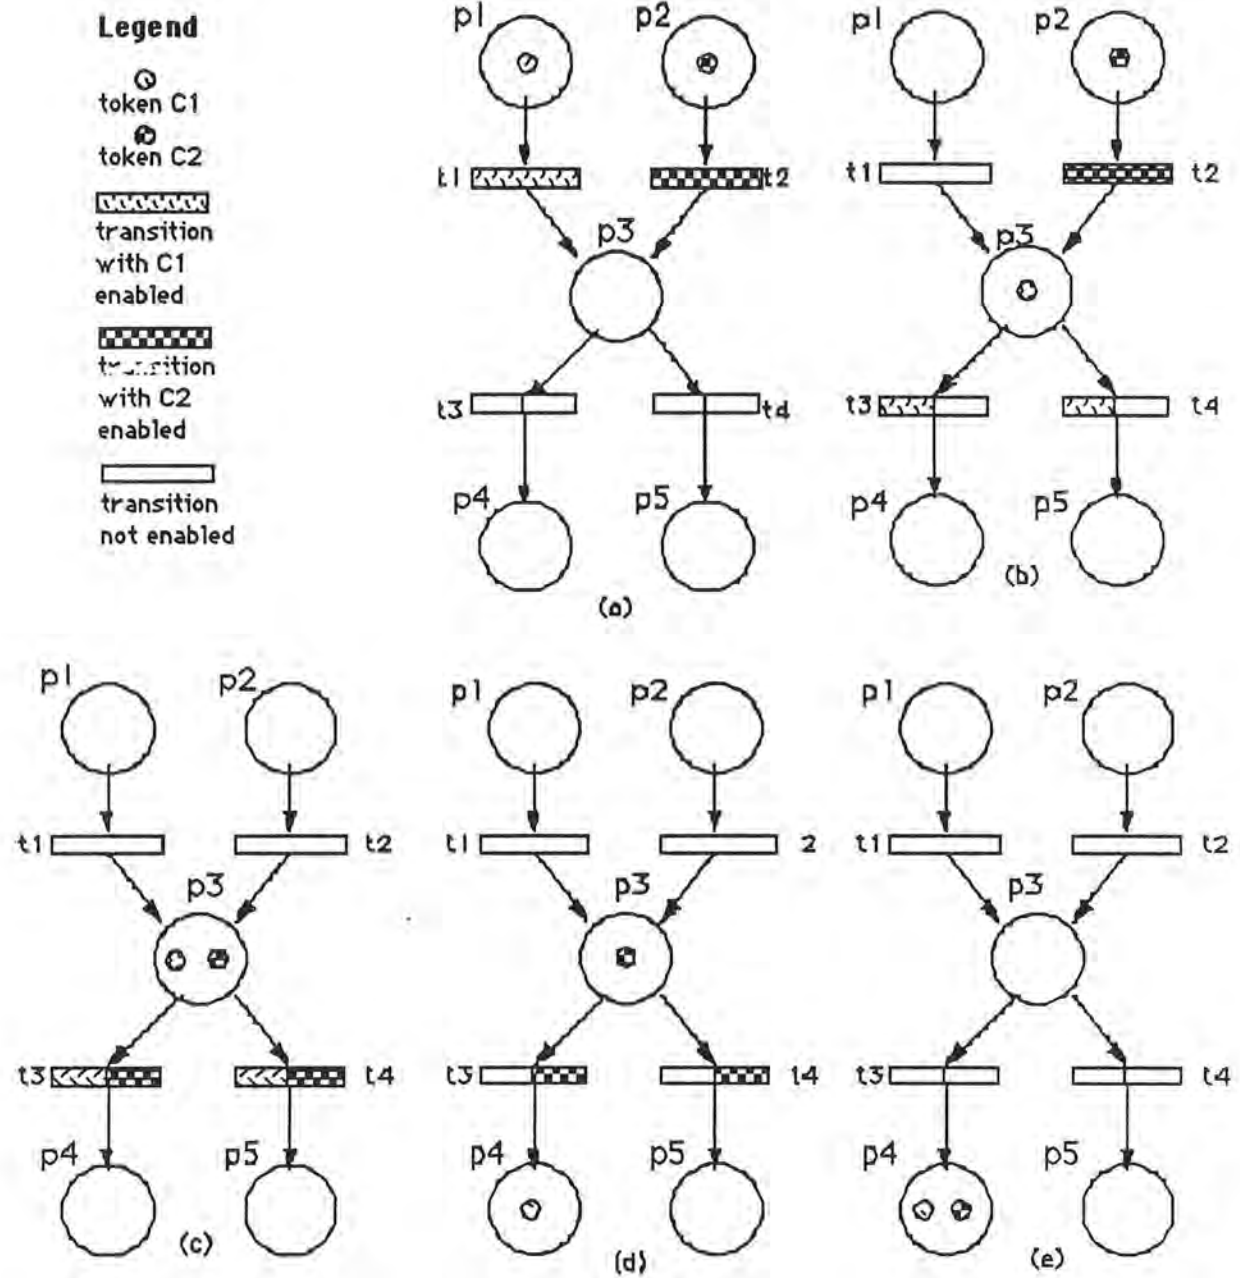 Legend
token C1
token C2
transition
with C1
enabled
with C2
enabled
transition
not enabled
p1 p2
t1 t2
p3
t3 t4
p4 p5
(a)
p1 p2
t1 t2
p3
t3 t4
p4 p5
(b)
p1 p2
t1 t2
p3
t3 t4
p4 p5
(c)
p1 p2
t1 2
p3
t3 t4
p4 p5
(d)
p1 p2
t1 t2
p3
t3 t4
p4 p5
(e)